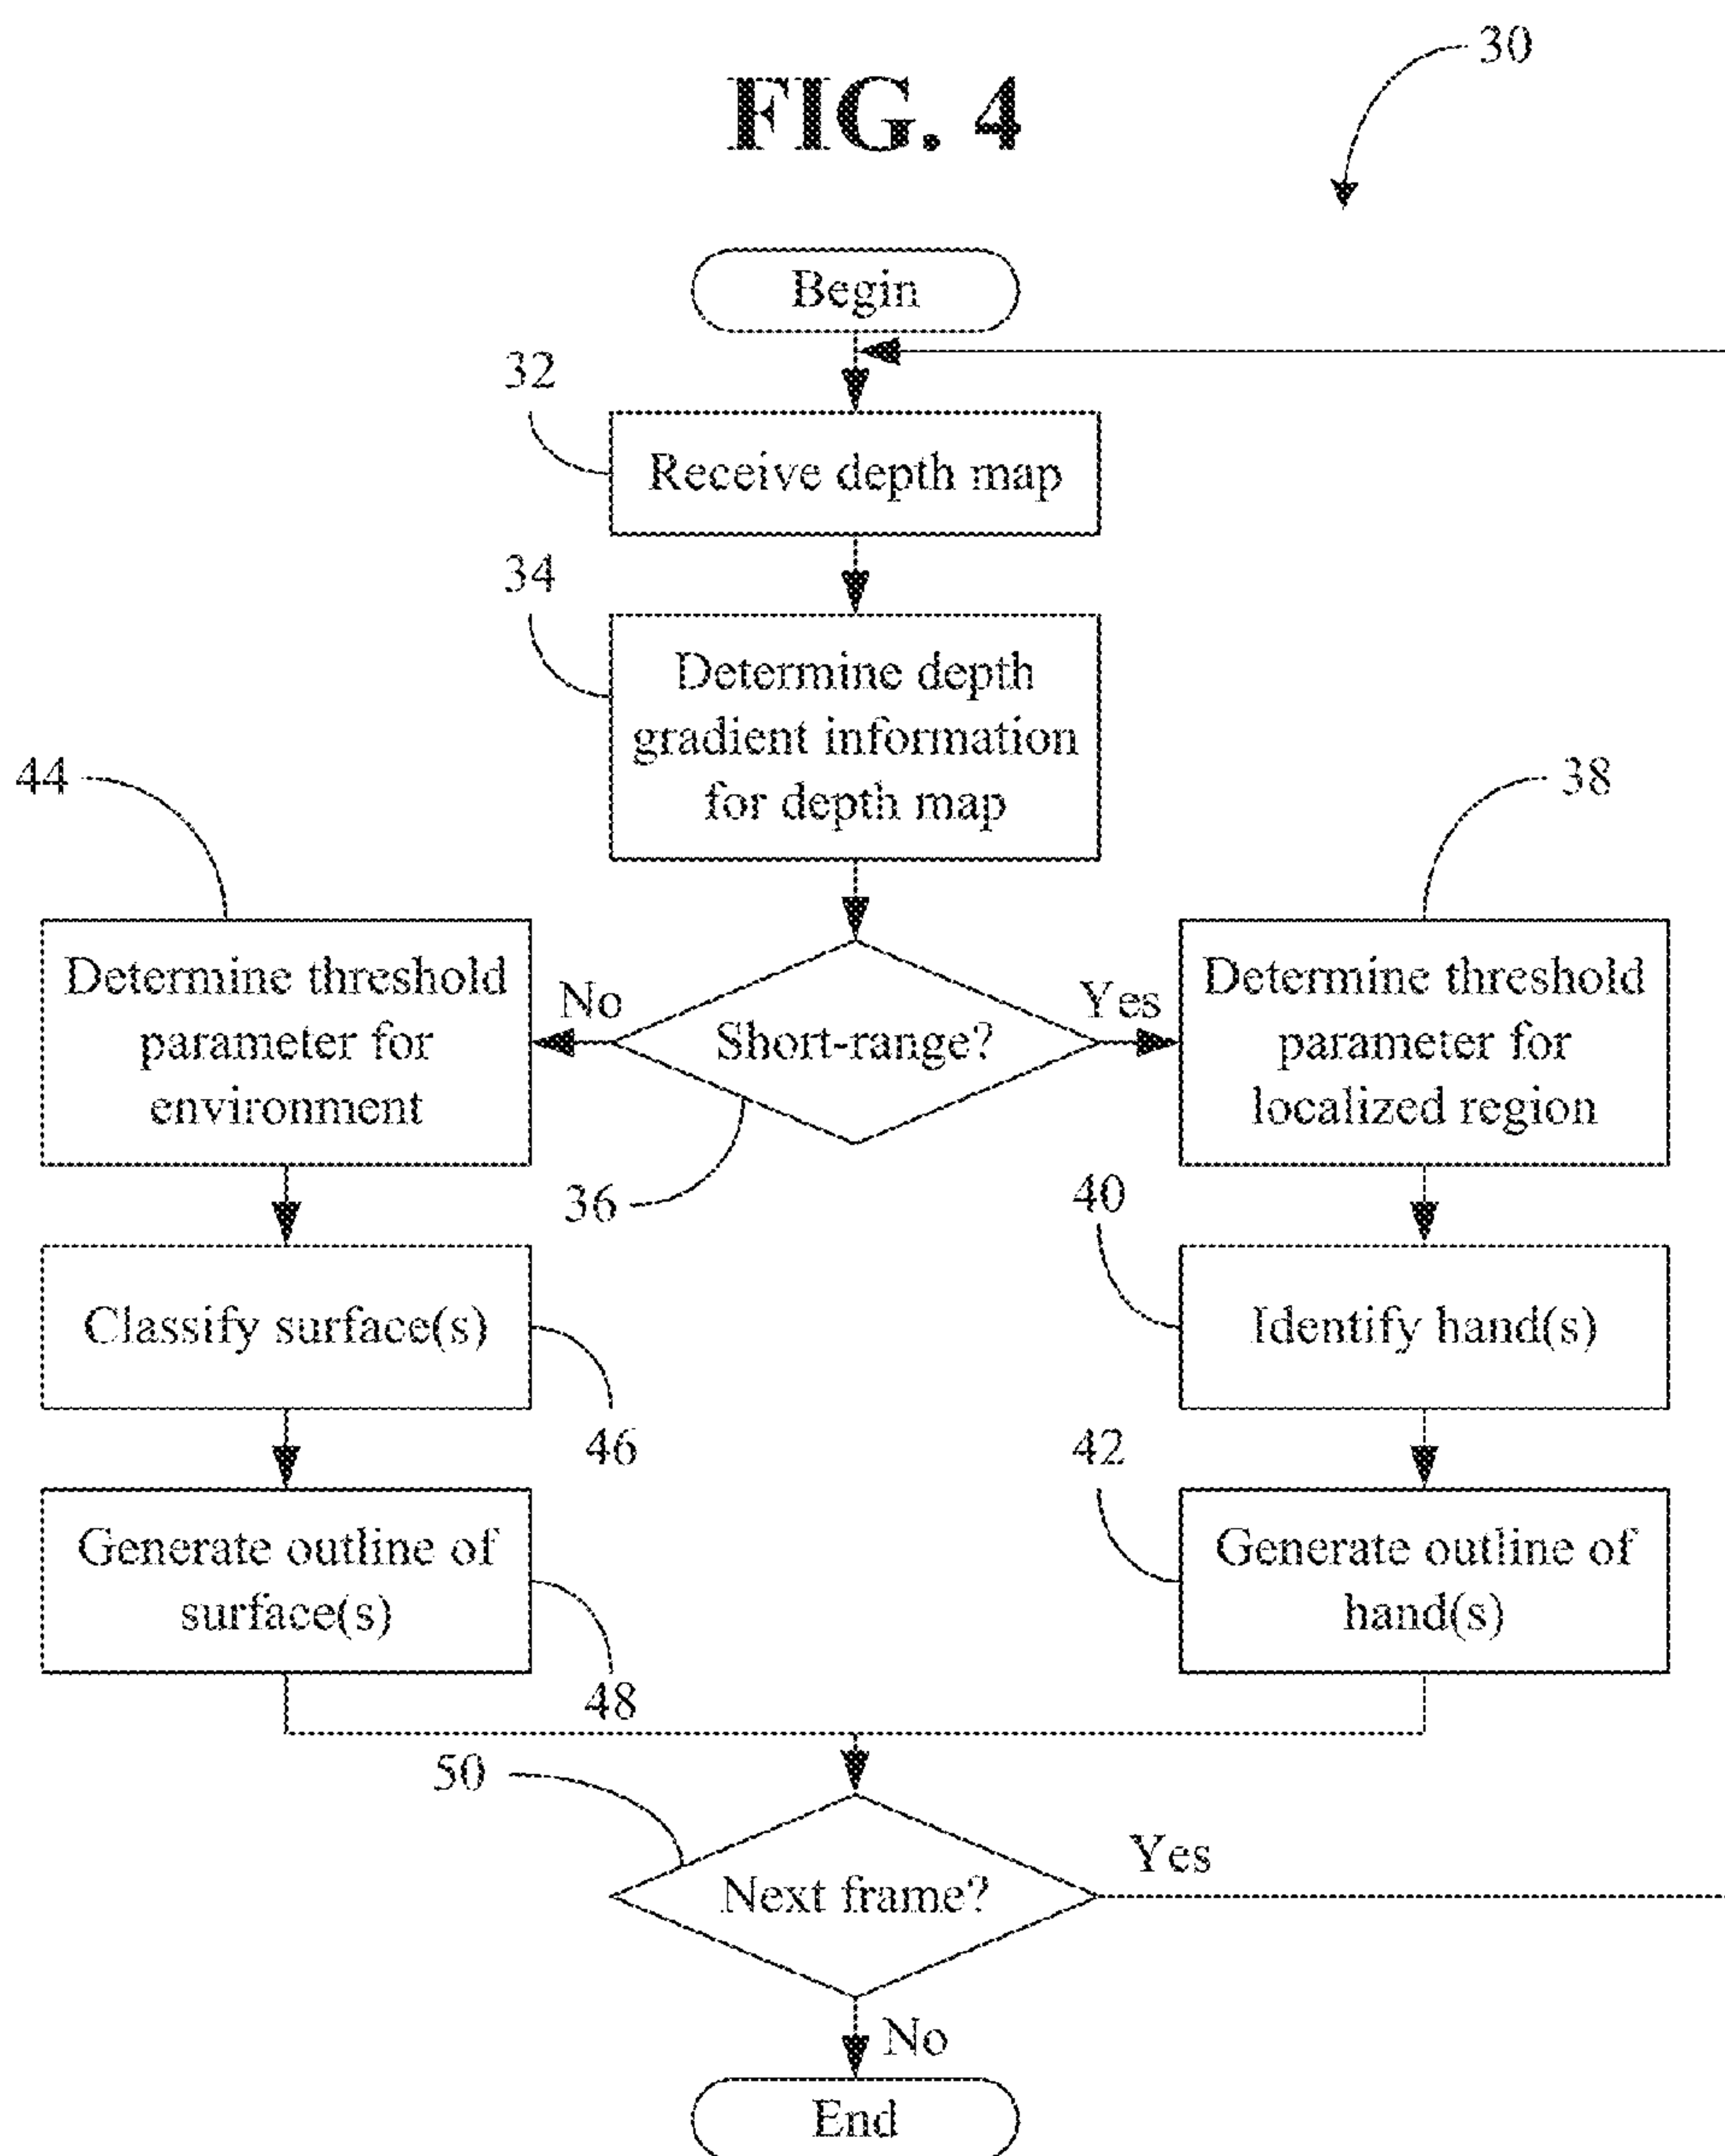 30
FIG. 4
Begin
32
Receive depth map
34
Determine depth
gradient information
for depth map
44
38
Determine threshold
parameter for
environment
No
Short-range?
Yes
Determine threshold
parameter for
localized region
36
40
Classify surface(s)
Identify hand(s)
46
42
Generate outline of
surface(s)
Generate outline of
hand(s)
48
50
Next frame?
Yes
No
End